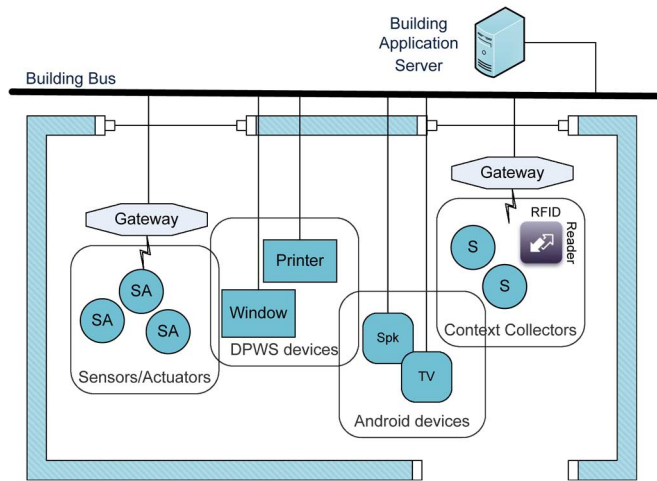 Building
Application
Server
Building Bus
Gateway
Gateway
RFID
Reader
S
S
Context Collectors
Printer
Window
DPWS devices
SA
SA
SA
Sensors/Actuators
Spk
TV
Android devices